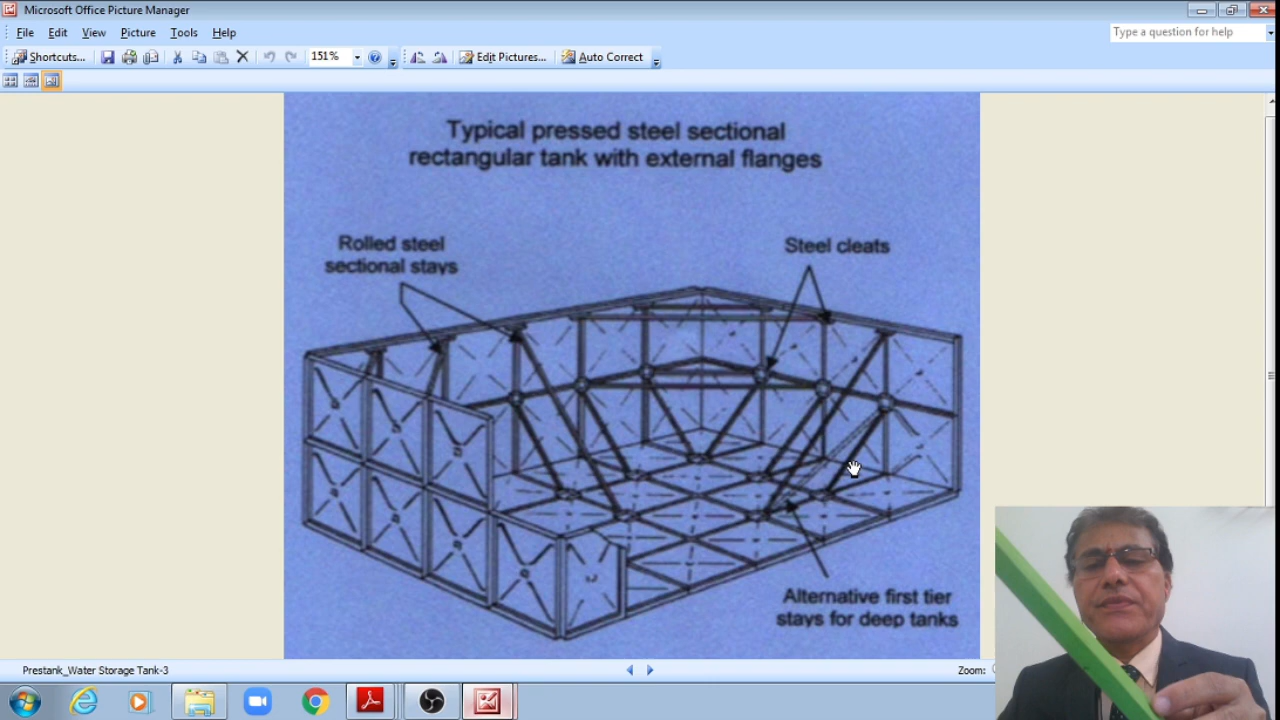 Microsoft Office Picture Manager
File Edit View Picture Tools Help
Type a question for help
Shortcuts... 151% Edit Pictures... Auto Correct
Typical pressed steel sectional
rectangular tank with external flanges
Rolled steel
sectional stays
Steel cleats
Alternative first tier
stays for deep tanks
Prestank_Water Storage Tank-3
Zoom: